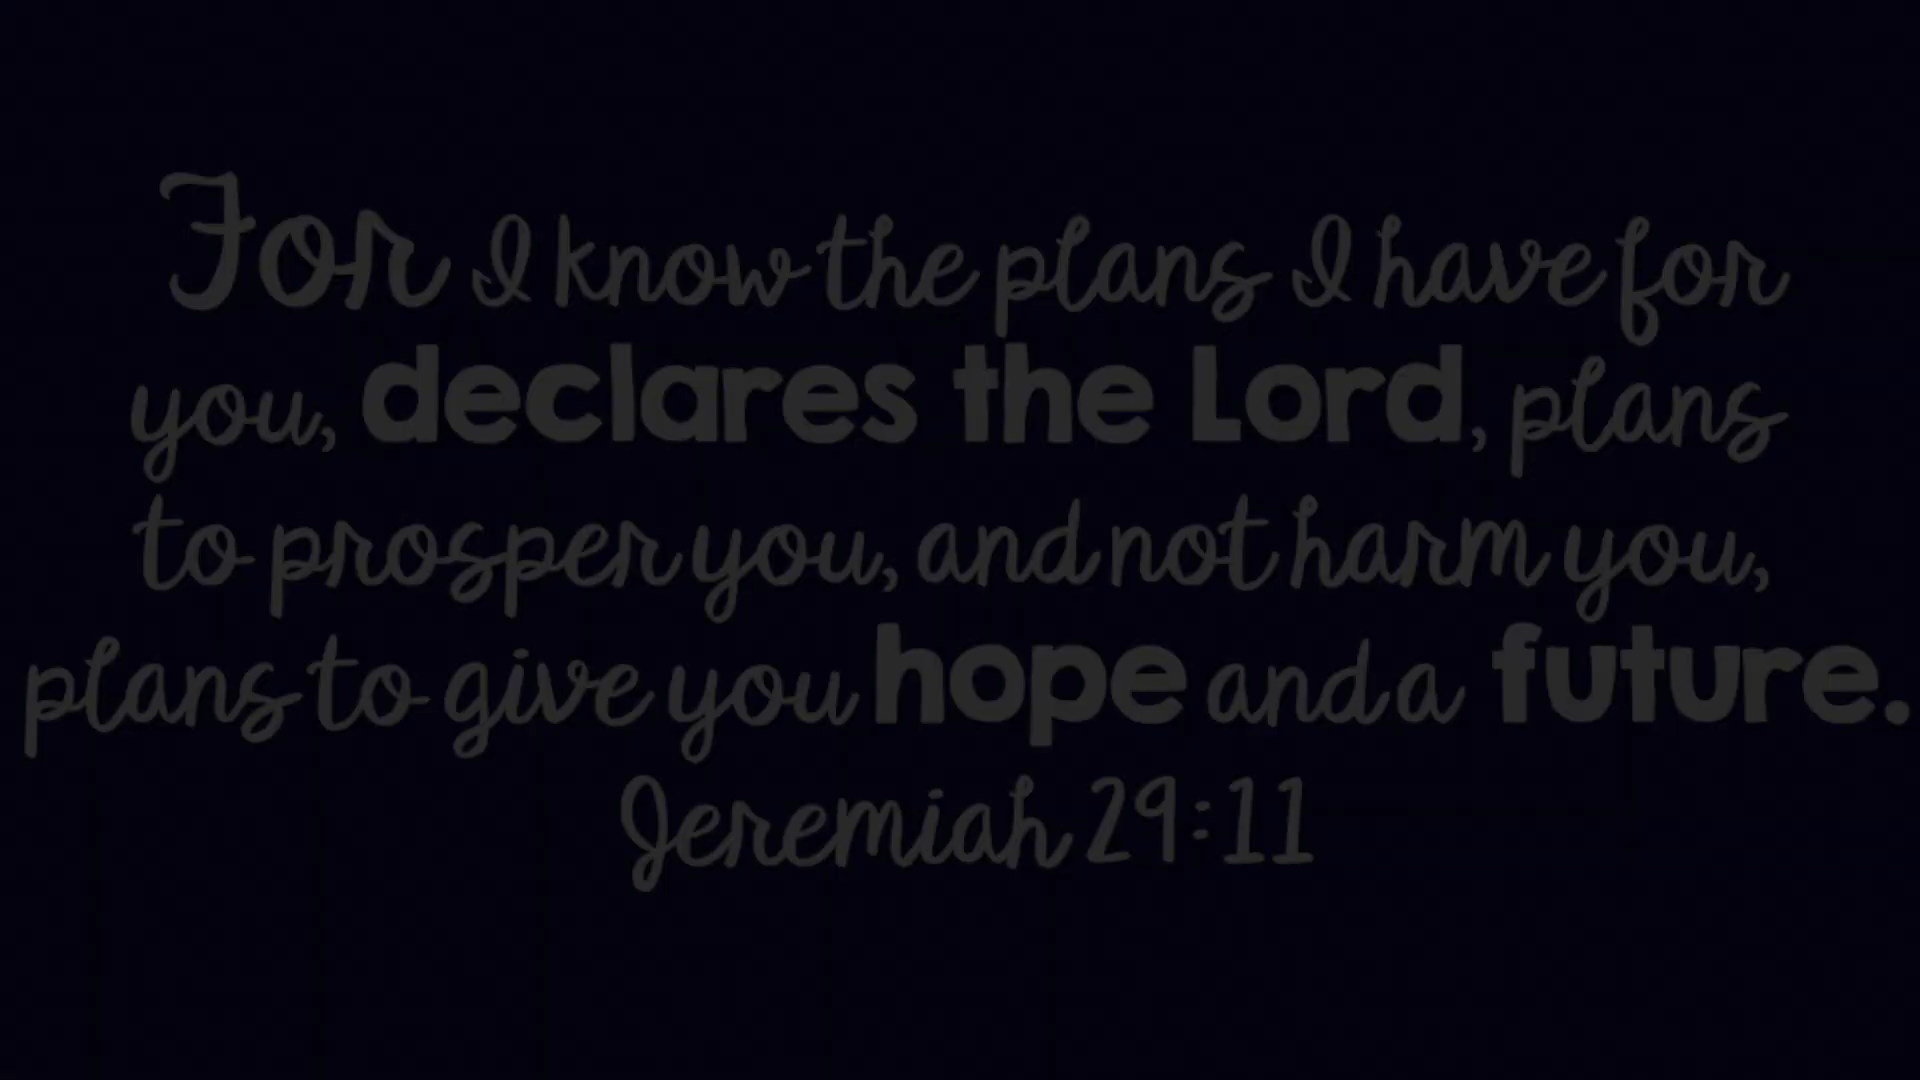 For I know the plans I have for
you, declares the Lord, plans
to prosper you, and not harm you,
plans to give you hope and a future.
Jeremiah 29:11